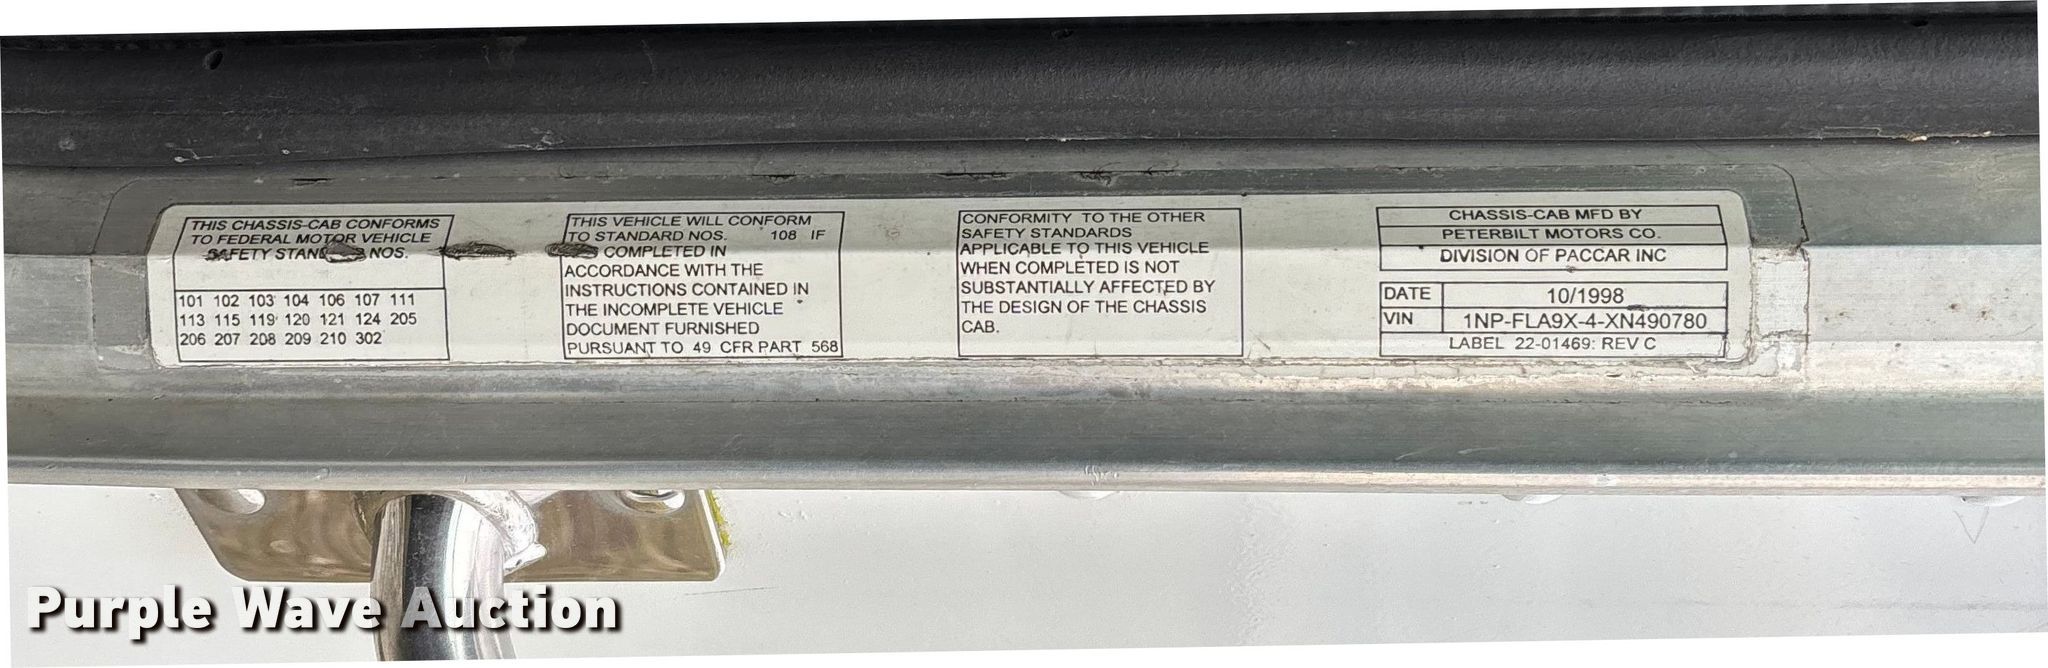 THIS CHASSIS-CAB CONFORMS
TO FEDERAL MOTOR VEHICLE
SAFETY STAN NOS.
101 102 103 104 106 107 111
113 115 119 120 121 124 205
206 207 208 209 210 302
THIS VEHICLE WILL CONFORM
TO STANDARD NOS. 108 IF
COMPLETED IN
ACCORDANCE WITH THE
INSTRUCTIONS CONTAINED IN
THE INCOMPLETE VEHICLE
DOCUMENT FURNISHED
PURSUANT TO 49 CFR PART 568
CONFORMITY TO THE OTHER
SAFETY STANDARDS
APPLICABLE TO THIS VEHICLE
WHEN COMPLETED IS NOT
SUBSTANTIALLY AFFECTED BY
THE DESIGN OF THE CHASSIS
CAB.
CHASSIS-CAB MFD BY
PETERBILT MOTORS CO.
DIVISION OF PACCAR INC
DATE 10/1998
VIN 1NP-FLA9X-4-XN490780
LABEL 22-01469: REV C
Purple Wave Auction